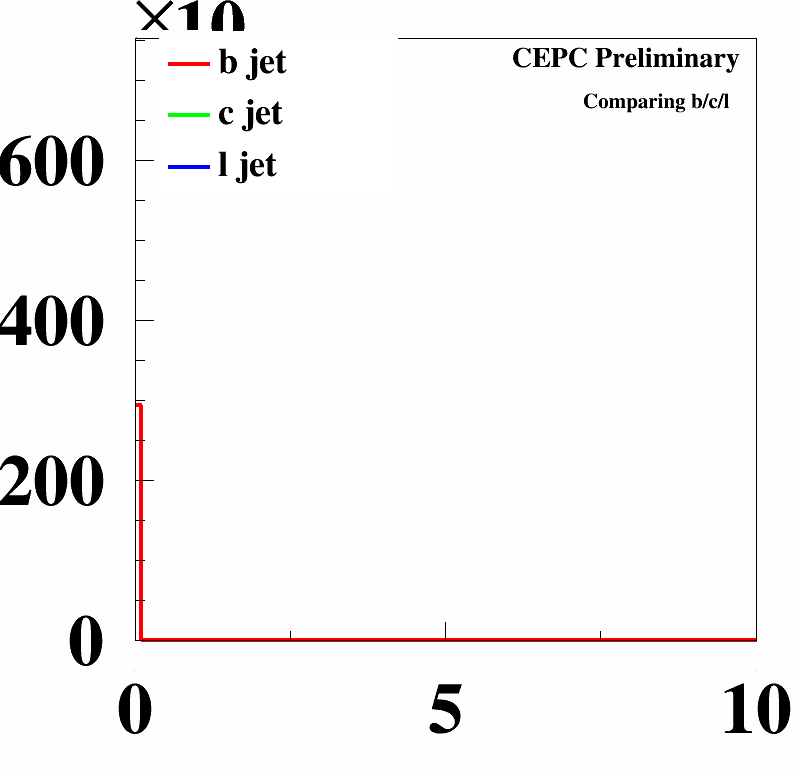 ×10
b jet
c jet
l jet
CEPC Preliminary
Comparing b/c/l
600
400
200
0
0 5 10